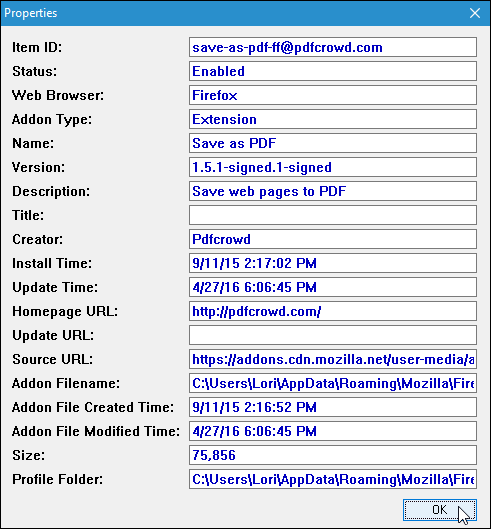 Properties
Item ID: save-as-pdf-ff@pdfcrowd.com
Status: Enabled
Web Browser: Firefox
Addon Type: Extension
Name: Save as PDF
Version: 1.5.1-signed.1-signed
Description: Save web pages to PDF
Title:
Creator: Pdfcrowd
Install Time: 9/11/15 2:17:02 PM
Update Time: 4/27/16 6:06:45 PM
Homepage URL: http://pdfcrowd.com/
Update URL:
Source URL: https://addons.cdn.mozilla.net/user-media/a
Addon Filename: C:\Users\Lori\AppData\Roaming\Mozilla\Fire
Addon File Created Time: 9/11/15 2:16:52 PM
Addon File Modified Time: 4/27/16 6:06:45 PM
Size: 75,856
Profile Folder: C:\Users\Lori\AppData\Roaming\Mozilla\Fire
OK